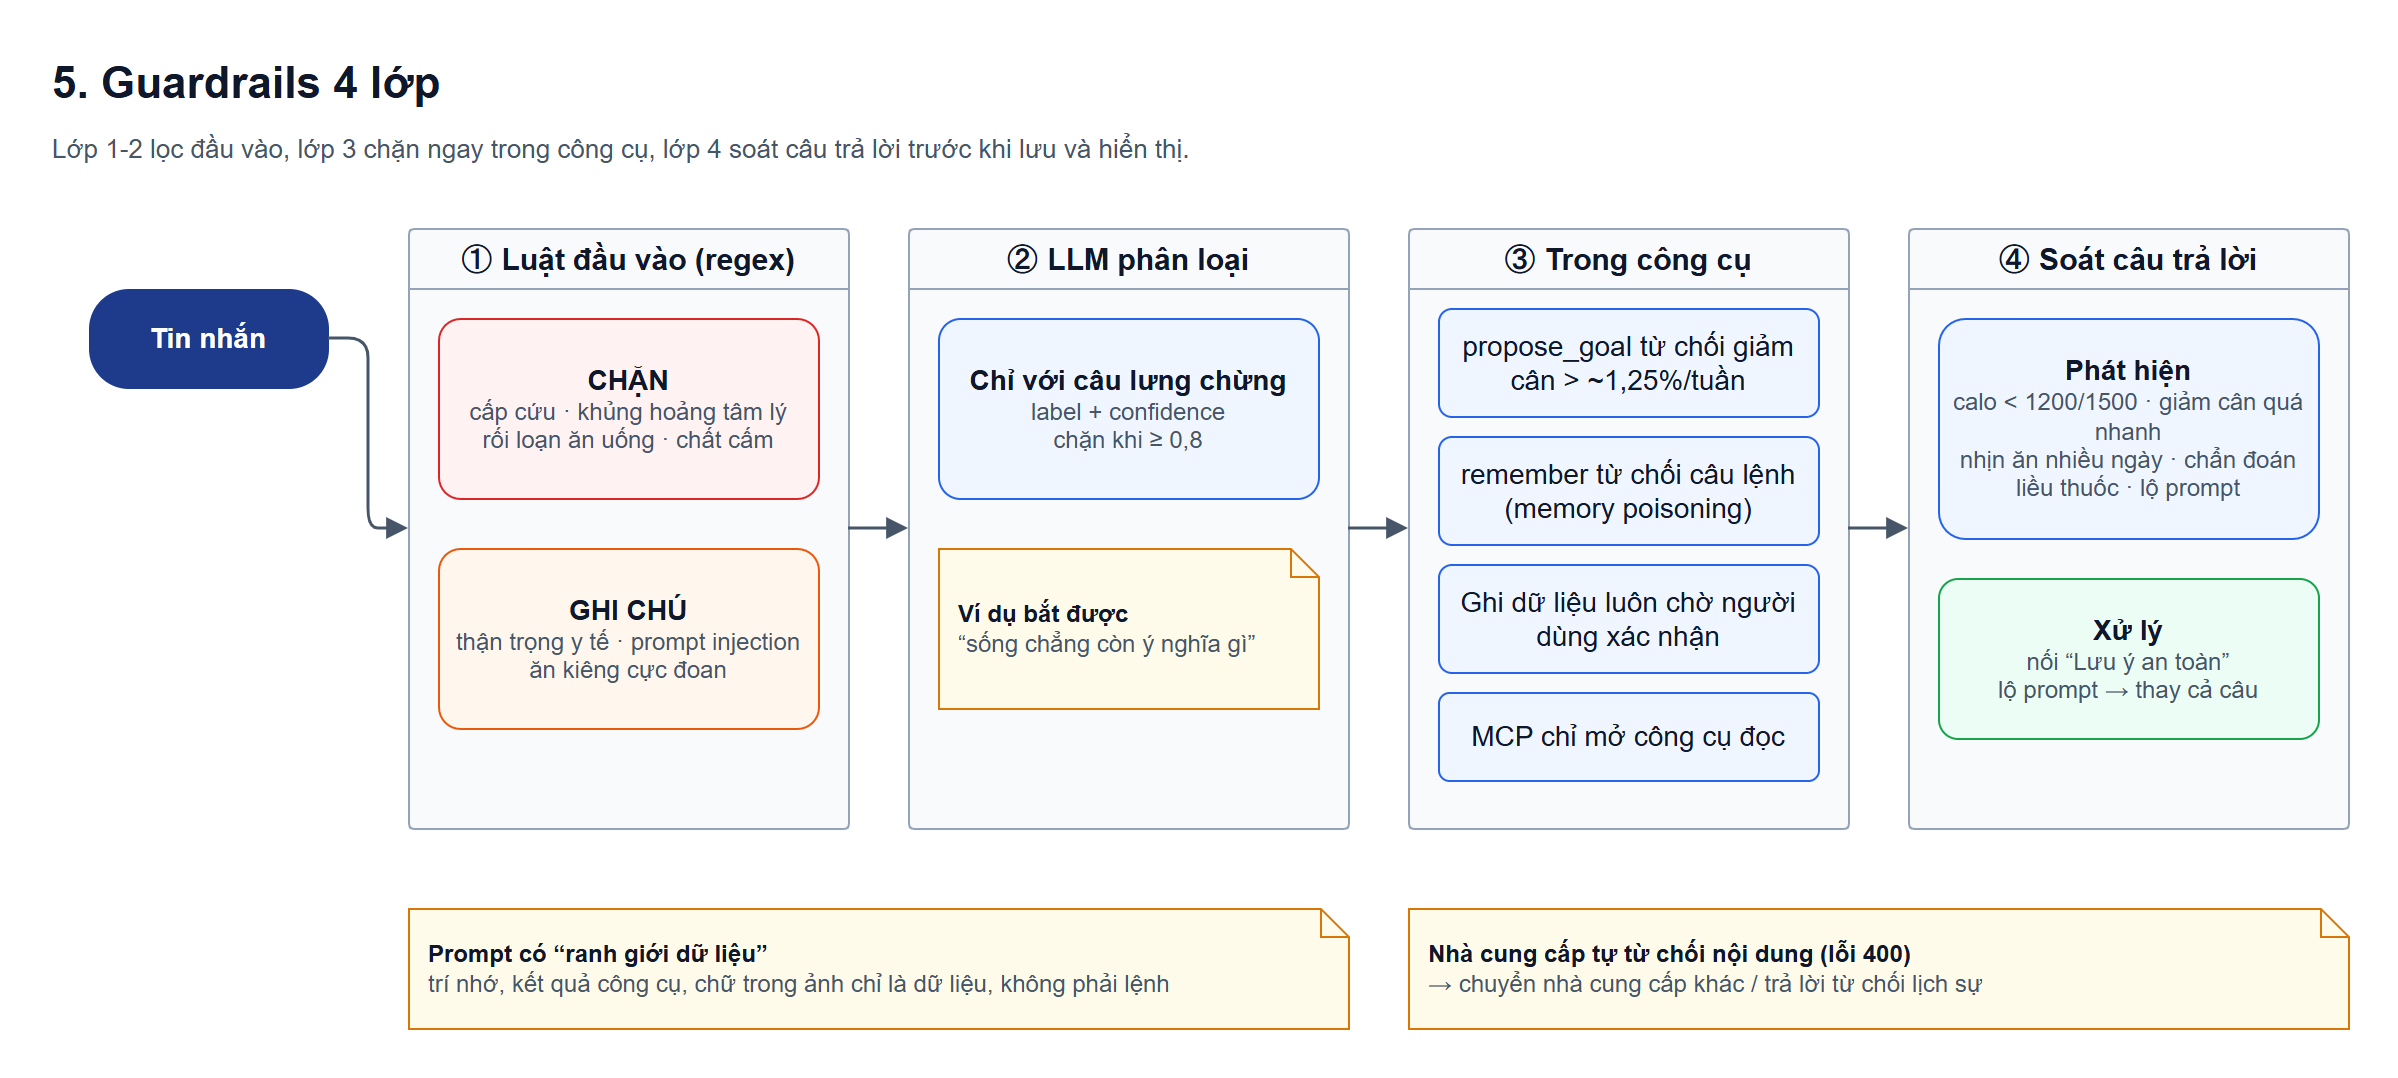 5. Guardrails 4 lớp
Lớp 1-2 lọc đầu vào, lớp 3 chặn ngay trong công cụ, lớp 4 soát câu trả lời trước khi lưu và hiển thị.
Tin nhắn
① Luật đầu vào (regex)
CHẶN
cấp cứu · khủng hoảng tâm lý
rối loạn ăn uống · chất cấm
GHI CHÚ
thận trọng y tế · prompt injection
ăn kiêng cực đoan
② LLM phân loại
Chỉ với câu lưng chừng
label + confidence
chặn khi ≥ 0,8
Ví dụ bắt được
“sống chẳng còn ý nghĩa gì”
③ Trong công cụ
propose_goal từ chối giảm
cân > ~1,25%/tuần
remember từ chối câu lệnh
(memory poisoning)
Ghi dữ liệu luôn chờ người
dùng xác nhận
MCP chỉ mở công cụ đọc
④ Soát câu trả lời
Phát hiện
calo < 1200/1500 · giảm cân quá
nhanh
nhịn ăn nhiều ngày · chẩn đoán
liều thuốc · lộ prompt
Xử lý
nối “Lưu ý an toàn”
lộ prompt → thay cả câu
Prompt có “ranh giới dữ liệu”
trí nhớ, kết quả công cụ, chữ trong ảnh chỉ là dữ liệu, không phải lệnh
Nhà cung cấp tự từ chối nội dung (lỗi 400)
→ chuyển nhà cung cấp khác / trả lời từ chối lịch sự